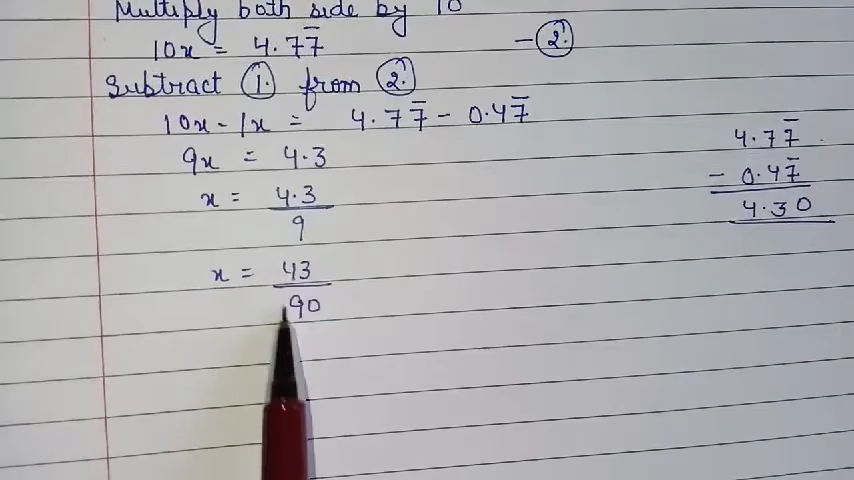 Multiply both side by 10
10x = 4.77̅ - ②
Subtract ① from ②
10x - 1x = 4.77̅ - 0.47̅
9x = 4.3
x = 4.3
9
x = 43
90
4.77̅
- 0.47̅
4.30